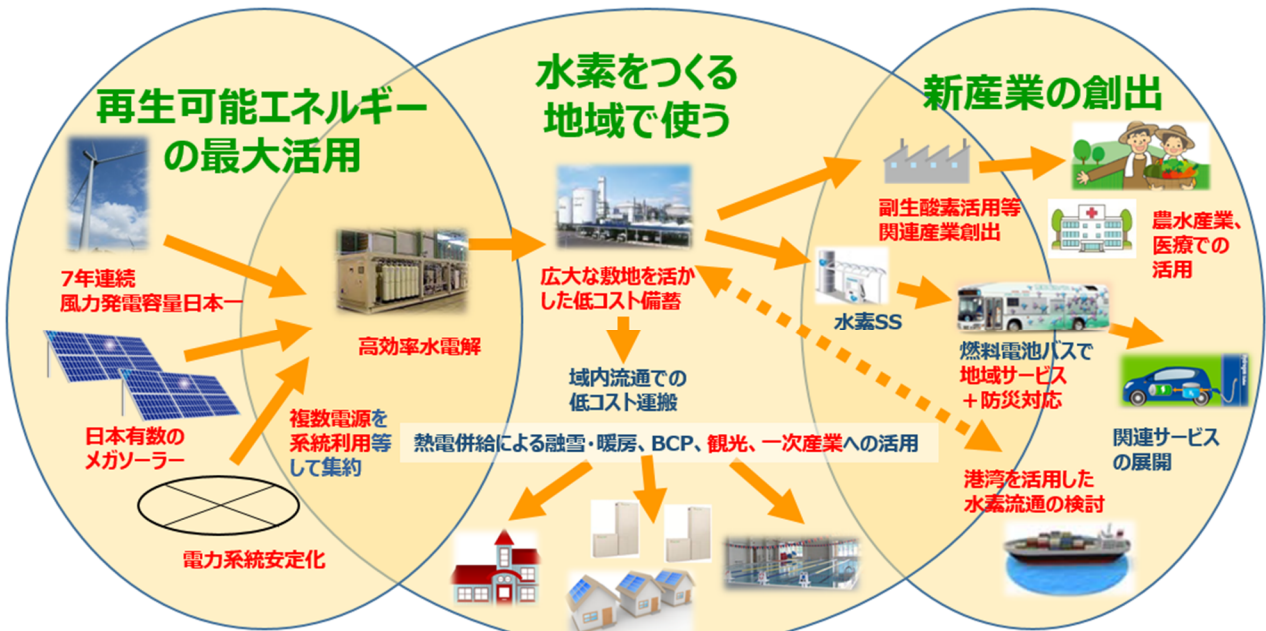 再生可能エネルギー
の最大活用
7年連続
風力発電容量日本一
日本有数の
メガソーラー
電力系統安定化
複数電源を
系統利用等
して集約
高効率水電解
水素をつくる
地域で使う
広大な敷地を活か
した低コスト備蓄
域内流通での
低コスト運搬
熱電併給による融雪・暖房、BCP、観光、一次産業への活用
新産業の創出
副生酸素活用等
関連産業創出
農水産業、
医療での
活用
水素SS
燃料電池バスで
地域サービス
＋防災対応
関連サービス
の展開
港湾を活用した
水素流通の検討